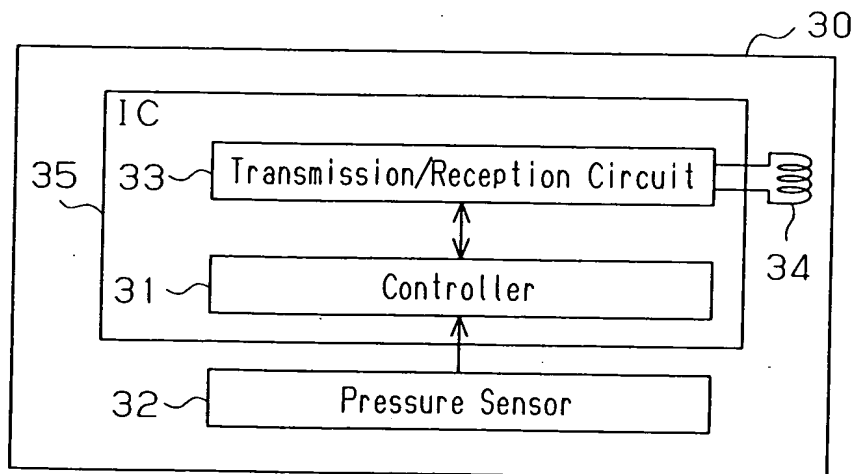 30
IC
35
33
Transmission/Reception Circuit
34
31
Controller
32
Pressure Sensor